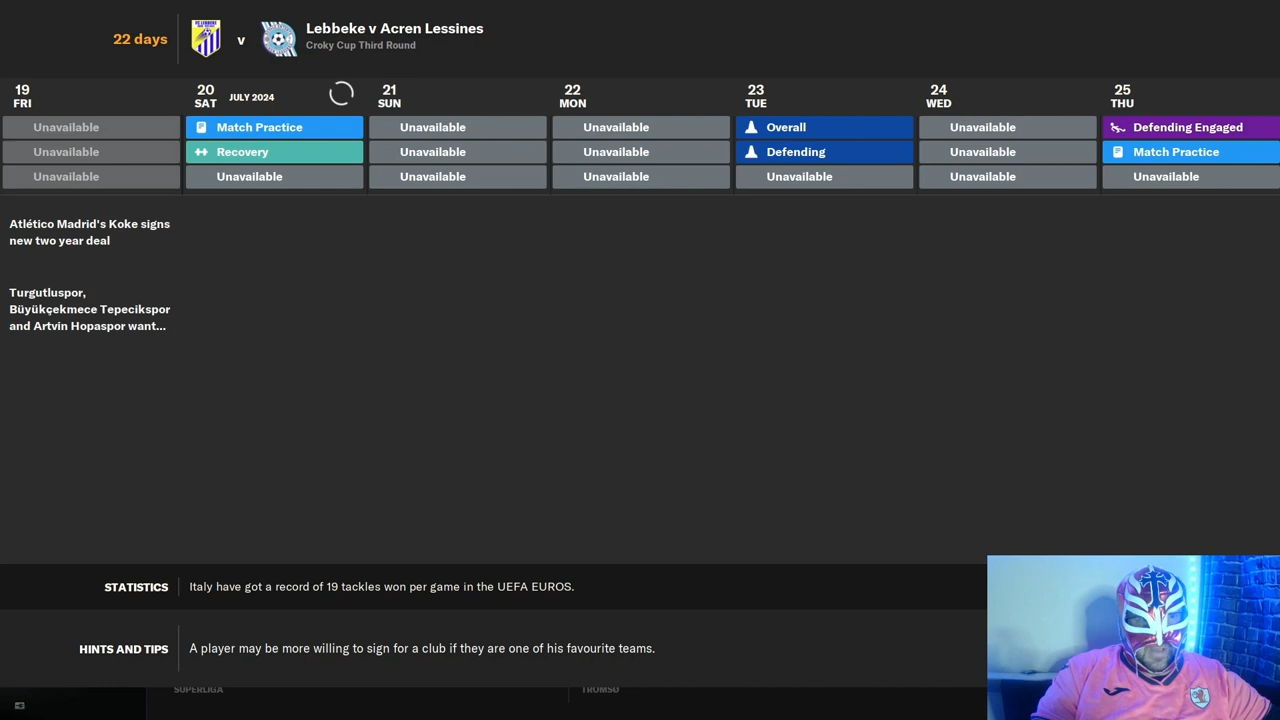 22 days
v
Lebbeke v Acren Lessines
Croky Cup Third Round
19
FRI
20
SAT
JULY 2024
21
SUN
22
MON
23
TUE
24
WED
25
THU
Unavailable
Match Practice
Unavailable
Unavailable
Overall
Unavailable
Defending Engaged
Unavailable
Recovery
Unavailable
Unavailable
Defending
Unavailable
Match Practice
Unavailable
Unavailable
Unavailable
Unavailable
Unavailable
Unavailable
Unavailable
Atlético Madrid's Koke signs
new two year deal
Turgutluspor,
Büyükçekmece Tepecikspor
and Artvin Hopaspor want...
STATISTICS
Italy have got a record of 19 tackles won per game in the UEFA EUROS.
HINTS AND TIPS
A player may be more willing to sign for a club if they are one of his favourite teams.
SUPERLIGA
TROMSØ